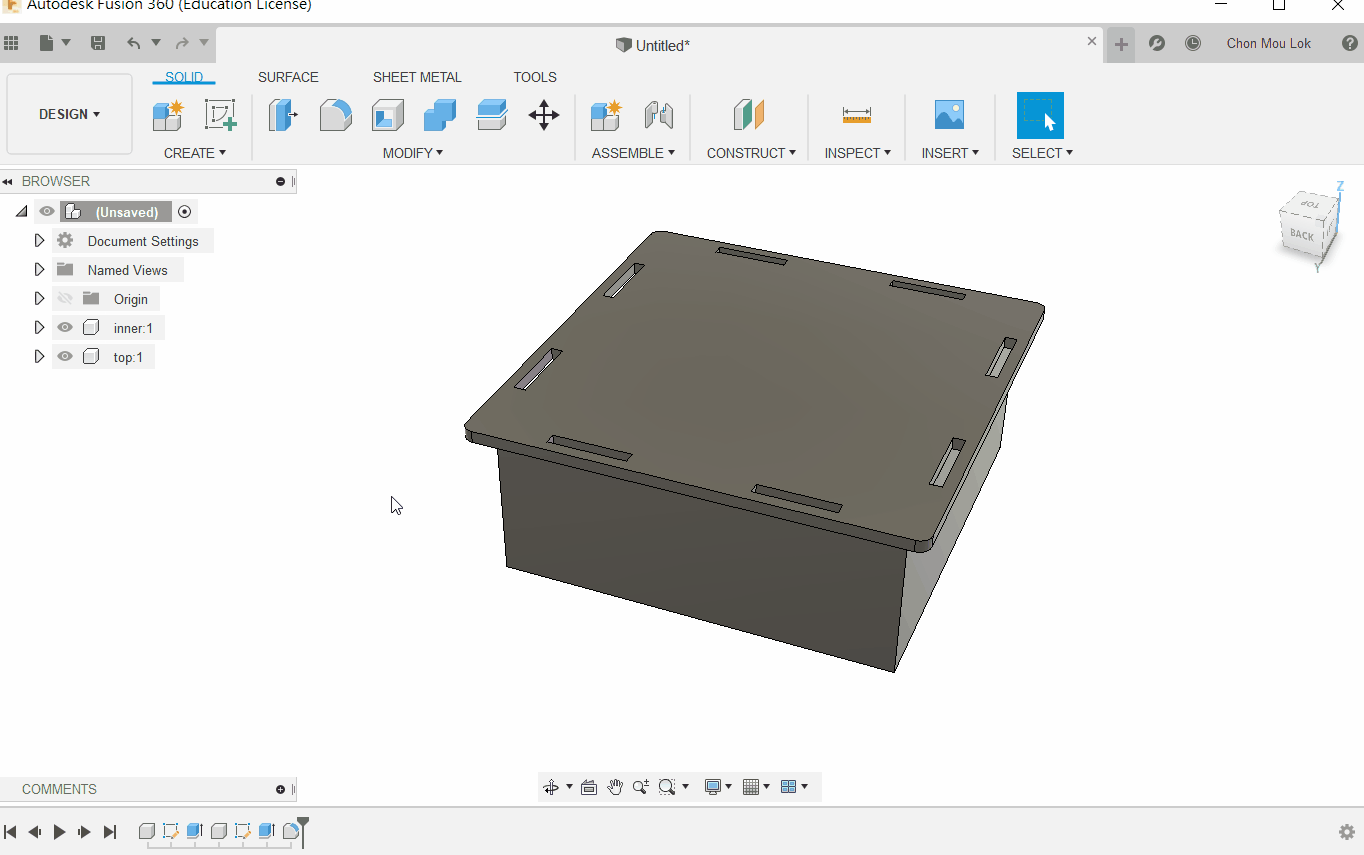 Autodesk Fusion 360 (Education License)
Untitled*
Chon Mou Lok
SOLID SURFACE SHEET METAL TOOLS
DESIGN
CREATE MODIFY ASSEMBLE CONSTRUCT INSPECT INSERT SELECT
BROWSER
(Unsaved)
Document Settings
Named Views
Origin
inner:1
top:1
Z
TOP
BACK
Y
COMMENTS